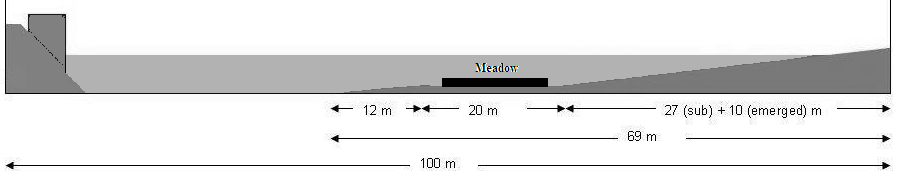 Meadow
12 m
20 m
27 (sub) + 10 (emerged) m
69 m
100 m